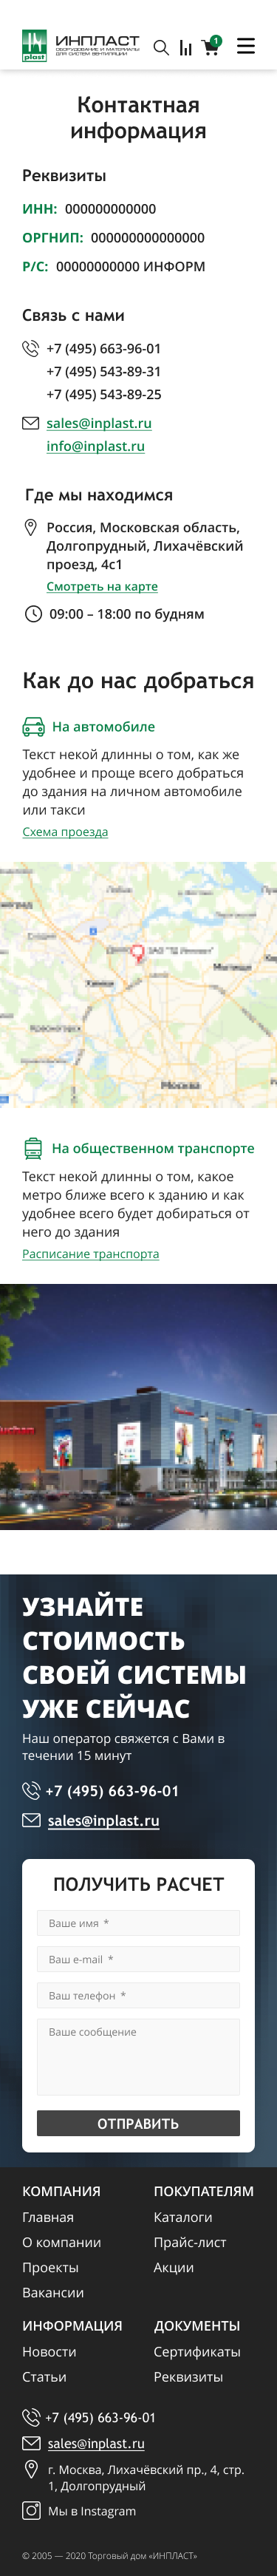 ИНПЛАСТ
ОБОРУДОВАНИЕ И МАТЕРИАЛЫ
ДЛЯ СИСТЕМ ВЕНТИЛЯЦИИ
plast
1
Контактная
информация
Реквизиты
ИНН: 000000000000
ОРГНИП: 000000000000000
Р/С: 00000000000 ИНФОРМ
Связь с нами
+7 (495) 663-96-01
+7 (495) 543-89-31
+7 (495) 543-89-25
sales@inplast.ru
info@inplast.ru
Где мы находимся
Россия, Московская область,
Долгопрудный, Лихачёвский
проезд, 4с1
Смотреть на карте
09:00 – 18:00 по будням
Как до нас добраться
На автомобиле
Текст некой длинны о том, как же
удобнее и проще всего добраться
до здания на личном автомобиле
или такси
Схема проезда
Москва
На общественном транспорте
Текст некой длинны о том, какое
метро ближе всего к зданию и как
удобнее всего будет добираться от
него до здания
Расписание транспорта
УЗНАЙТЕ
СТОИМОСТЬ
СВОЕЙ СИСТЕМЫ
УЖЕ СЕЙЧАС
Наш оператор свяжется с Вами в
течении 15 минут
+7 (495) 663-96-01
sales@inplast.ru
ПОЛУЧИТЬ РАСЧЕТ
Ваше имя *
Ваш e-mail *
Ваш телефон *
Ваше сообщение
ОТПРАВИТЬ
КОМПАНИЯ
Главная
О компании
Проекты
Вакансии
ПОКУПАТЕЛЯМ
Каталоги
Прайс-лист
Акции
ИНФОРМАЦИЯ
Новости
Статьи
ДОКУМЕНТЫ
Сертификаты
Реквизиты
+7 (495) 663-96-01
sales@inplast.ru
г. Москва, Лихачёвский пр., 4, стр.
1, Долгопрудный
Мы в Instagram
© 2005 — 2020 Торговый дом «ИНПЛАСТ»